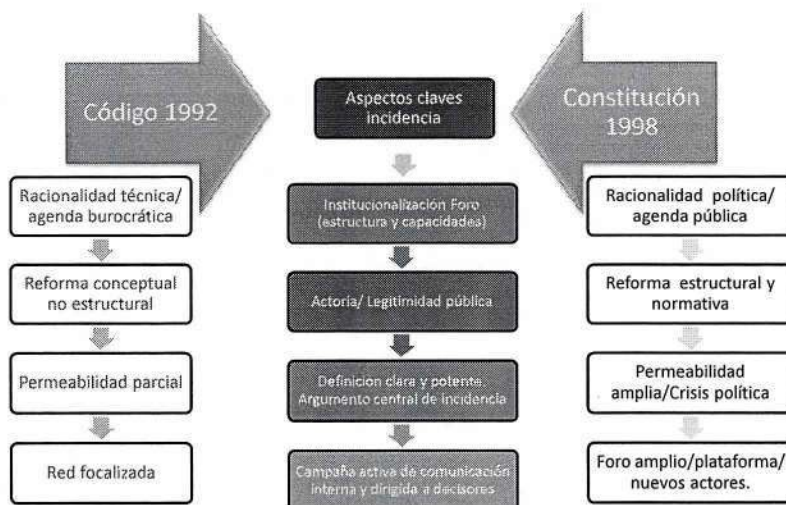 Código 1992
Racionalidad técnica/
agenda burocrática
Reforma conceptual
no estructural
Permeabilidad parcial
Red focalizada
Aspectos claves
incidencia
Institucionalización Foro
(estructura y capacidades)
Actoría/ Legitimidad pública
Definicion clara y potente.
Argumento central de incidencia
Campaña activa de comunicación
interna y dirigida a decisores
Constitución
1998
Racionalidad política/
agenda pública
Reforma estructural y
normativa
Permeabilidad
amplia/Crisis política
Foro amplio/plataforma/
nuevos actores.